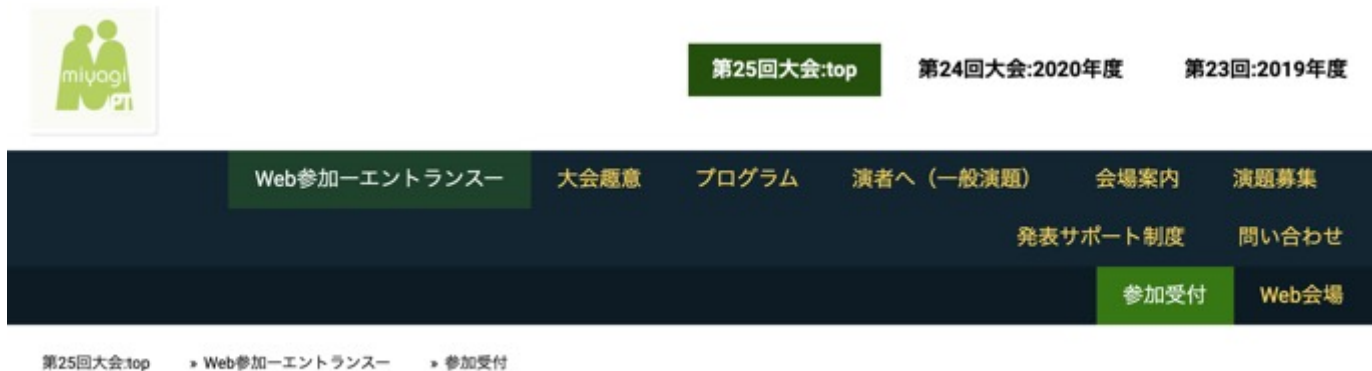 miyagi
PT
第25回大会:top 第24回大会:2020年度 第23回:2019年度
Web参加ーエントランスー 大会趣意 プログラム 演者へ（一般演題） 会場案内 演題募集
発表サポート制度 問い合わせ
参加受付 Web会場
第25回大会:top » Web参加ーエントランスー » 参加受付